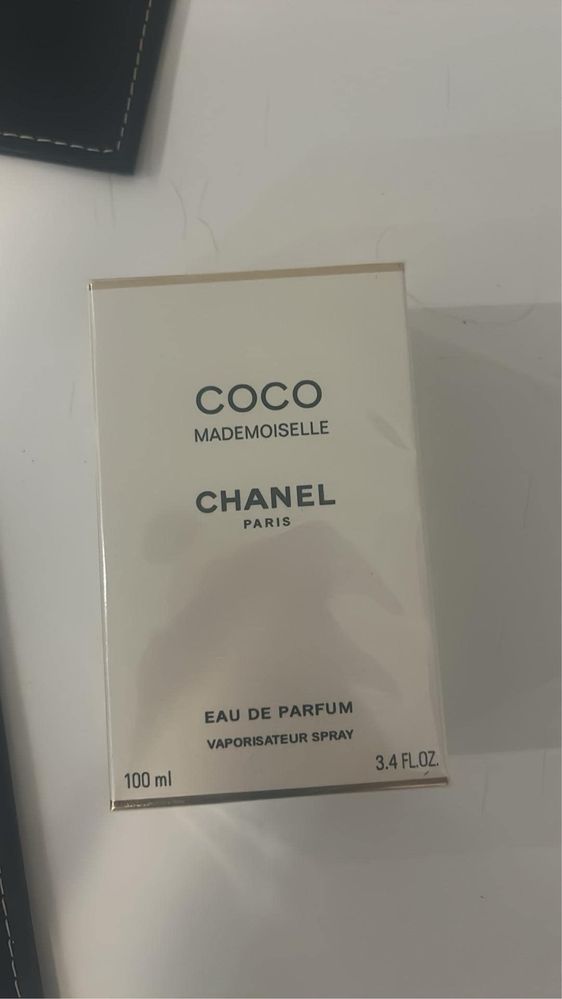 COCO
MADEMOISELLE
CHANEL
PARIS
EAU DE PARFUM
VAPORISATEUR SPRAY
100 ml
3.4 FL.OZ.